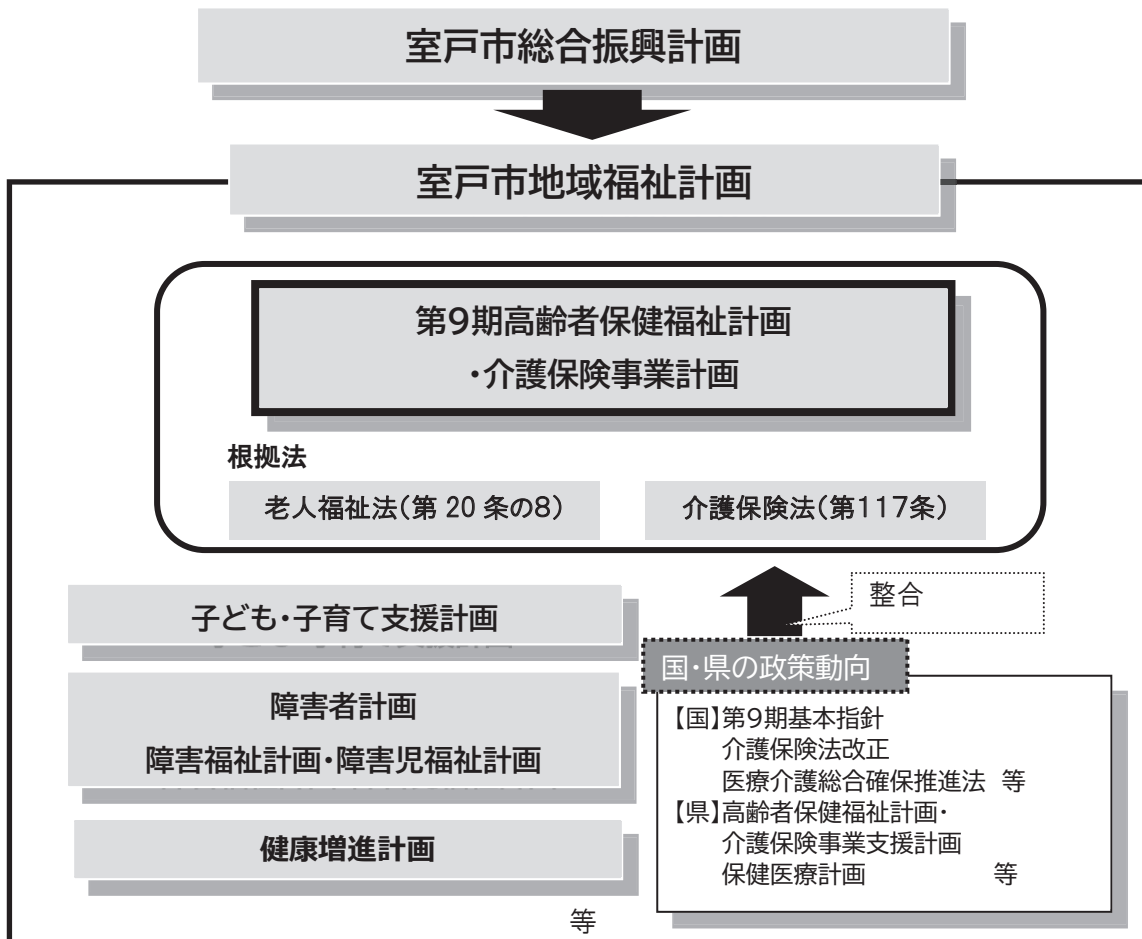 室戸市総合振興計画
室戸市地域福祉計画
第9期高齢者保健福祉計画
・介護保険事業計画
根拠法
老人福祉法(第 20 条の8)
介護保険法(第117条)
整合
子ども・子育て支援計画
障害者計画
障害福祉計画・障害児福祉計画
健康増進計画
等
国・県の政策動向
【国】第9期基本指針
介護保険法改正
医療介護総合確保推進法 等
【県】高齢者保健福祉計画・
介護保険事業支援計画
保健医療計画 等